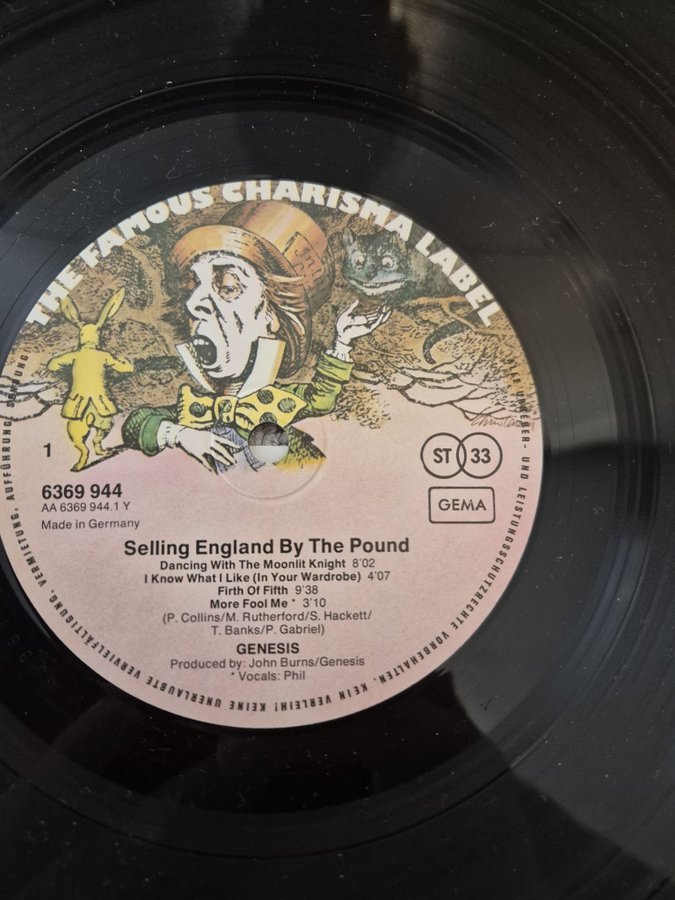 THE FAMOUS CHARISMA LABEL
1
ST 33
GEMA
6369 944
AA 6369 944.1 Y
Made in Germany
Selling England By The Pound
Dancing With The Moonlit Knight 8'02
I Know What I Like (In Your Wardrobe) 4'07
Firth Of Fifth 9'38
More Fool Me * 3'10
(P. Collins/M. Rutherford/S. Hackett/
T. Banks/P. Gabriel)
GENESIS
Produced by: John Burns/Genesis
* Vocals: Phil
ALLE URHEBER- UND LEISTUNGSSCHUTZRECHTE VORBEHALTEN. KEIN VERLEIH! KEINE UNERLAUBTE VERVIELFÄLTIGUNG, VERMIETUNG, AUFFÜHRUNG, SENDUNG!